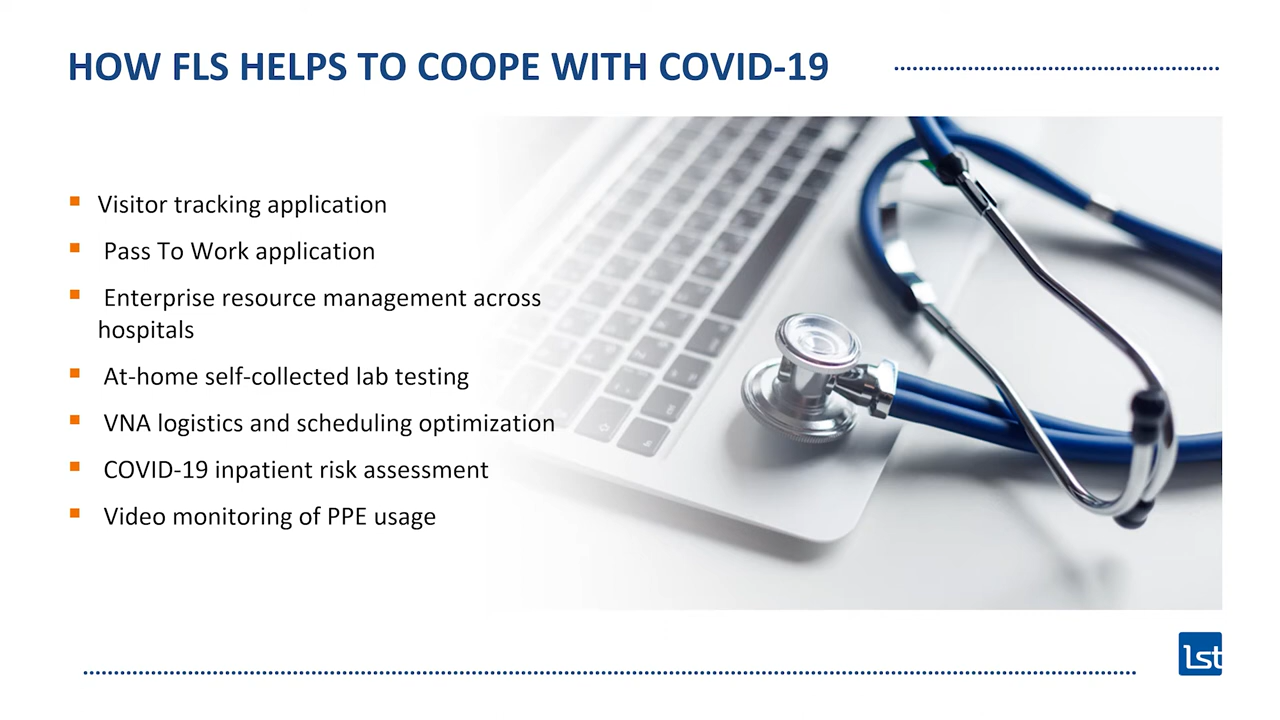 HOW FLS HELPS TO COOPE WITH COVID-19
Visitor tracking application
Pass To Work application
Enterprise resource management across
hospitals
At-home self-collected lab testing
VNA logistics and scheduling optimization
COVID-19 inpatient risk assessment
Video monitoring of PPE usage
1st